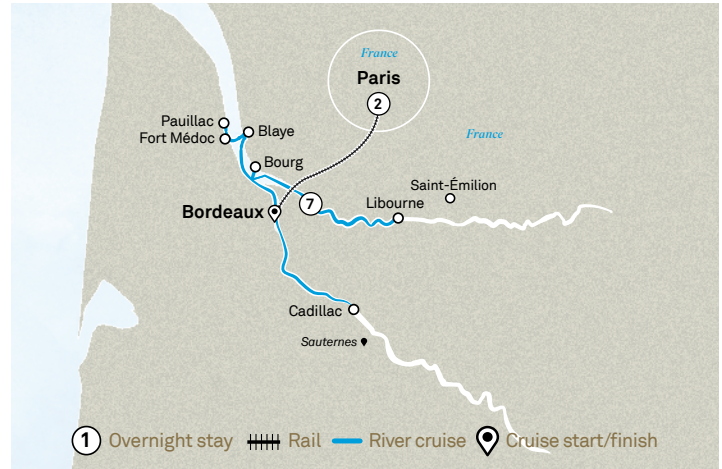 France
Paris
2
France
Pauillac
Fort Médoc
Blaye
Bourg
Saint-Émilion
7
Libourne
Bordeaux
Cadillac
Sauternes
1 Overnight stay Rail River cruise Cruise start/finish